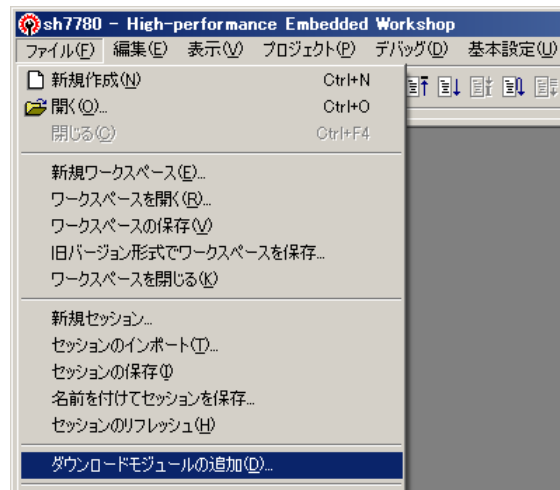 sh7780 - High-performance Embedded Workshop
ファイル(F) 編集(E) 表示(V) プロジェクト(P) デバッグ(D) 基本設定(U)
新規作成(N) Ctrl+N
開く(O)... Ctrl+O
閉じる(C) Ctrl+F4
新規ワークスペース(E)...
ワークスペースを開く(R)...
ワークスペースの保存(V)
旧バージョン形式でワークスペースを保存...
ワークスペースを閉じる(K)
新規セッション...
セッションのインポート(T)...
セッションの保存(I)
名前を付けてセッションを保存...
セッションのリフレッシュ(H)
ダウンロードモジュールの追加(D)...